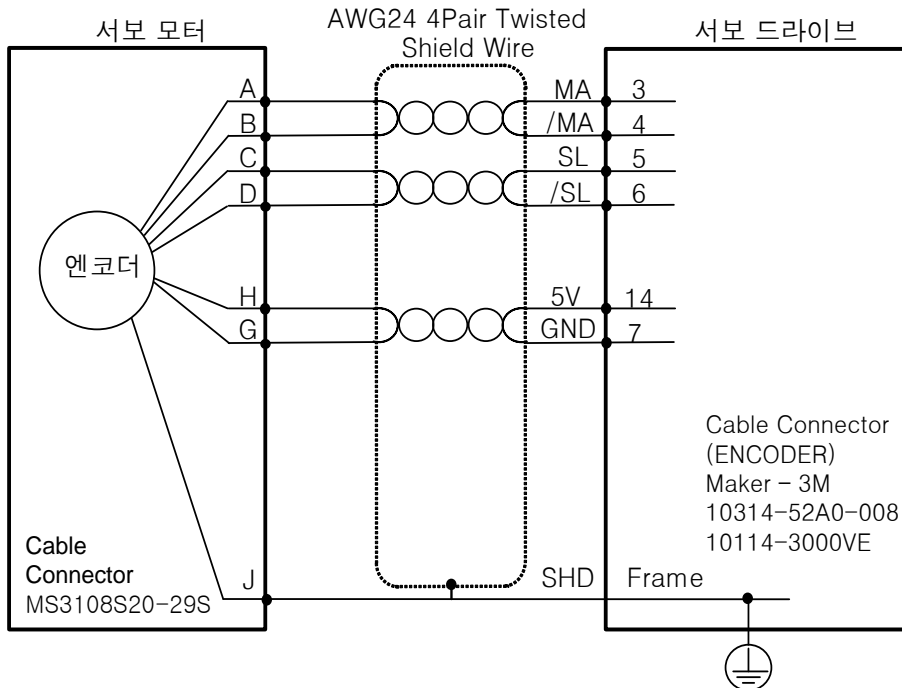 서보 모터
AWG24 4Pair Twisted
Shield Wire
서보 드라이브
A
MA
3
B
/MA
4
C
SL
5
D
/SL
6
엔코더
H
5V
14
G
GND
7
Cable Connector
(ENCODER)
Maker – 3M
10314-52A0-008
10114-3000VE
Cable
Connector
MS3108S20-29S
J
SHD
Frame